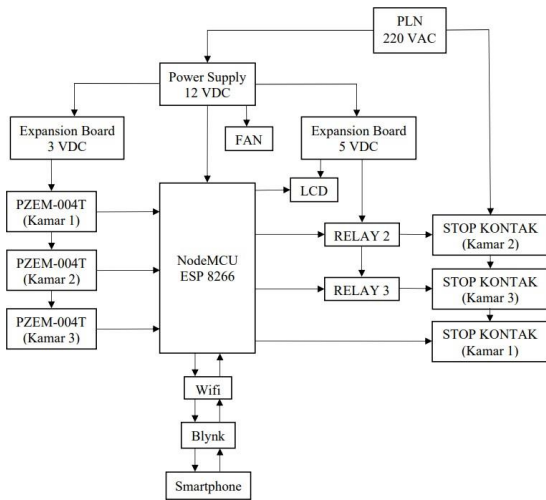 PLN
220 VAC
Power Supply
12 VDC
Expansion Board
3 VDC
FAN
Expansion Board
5 VDC
LCD
PZEM-004T
(Kamar 1)
NodeMCU
ESP 8266
RELAY 2
STOP KONTAK
(Kamar 2)
PZEM-004T
(Kamar 2)
RELAY 3
STOP KONTAK
(Kamar 3)
PZEM-004T
(Kamar 3)
STOP KONTAK
(Kamar 1)
Wifi
Blynk
Smartphone